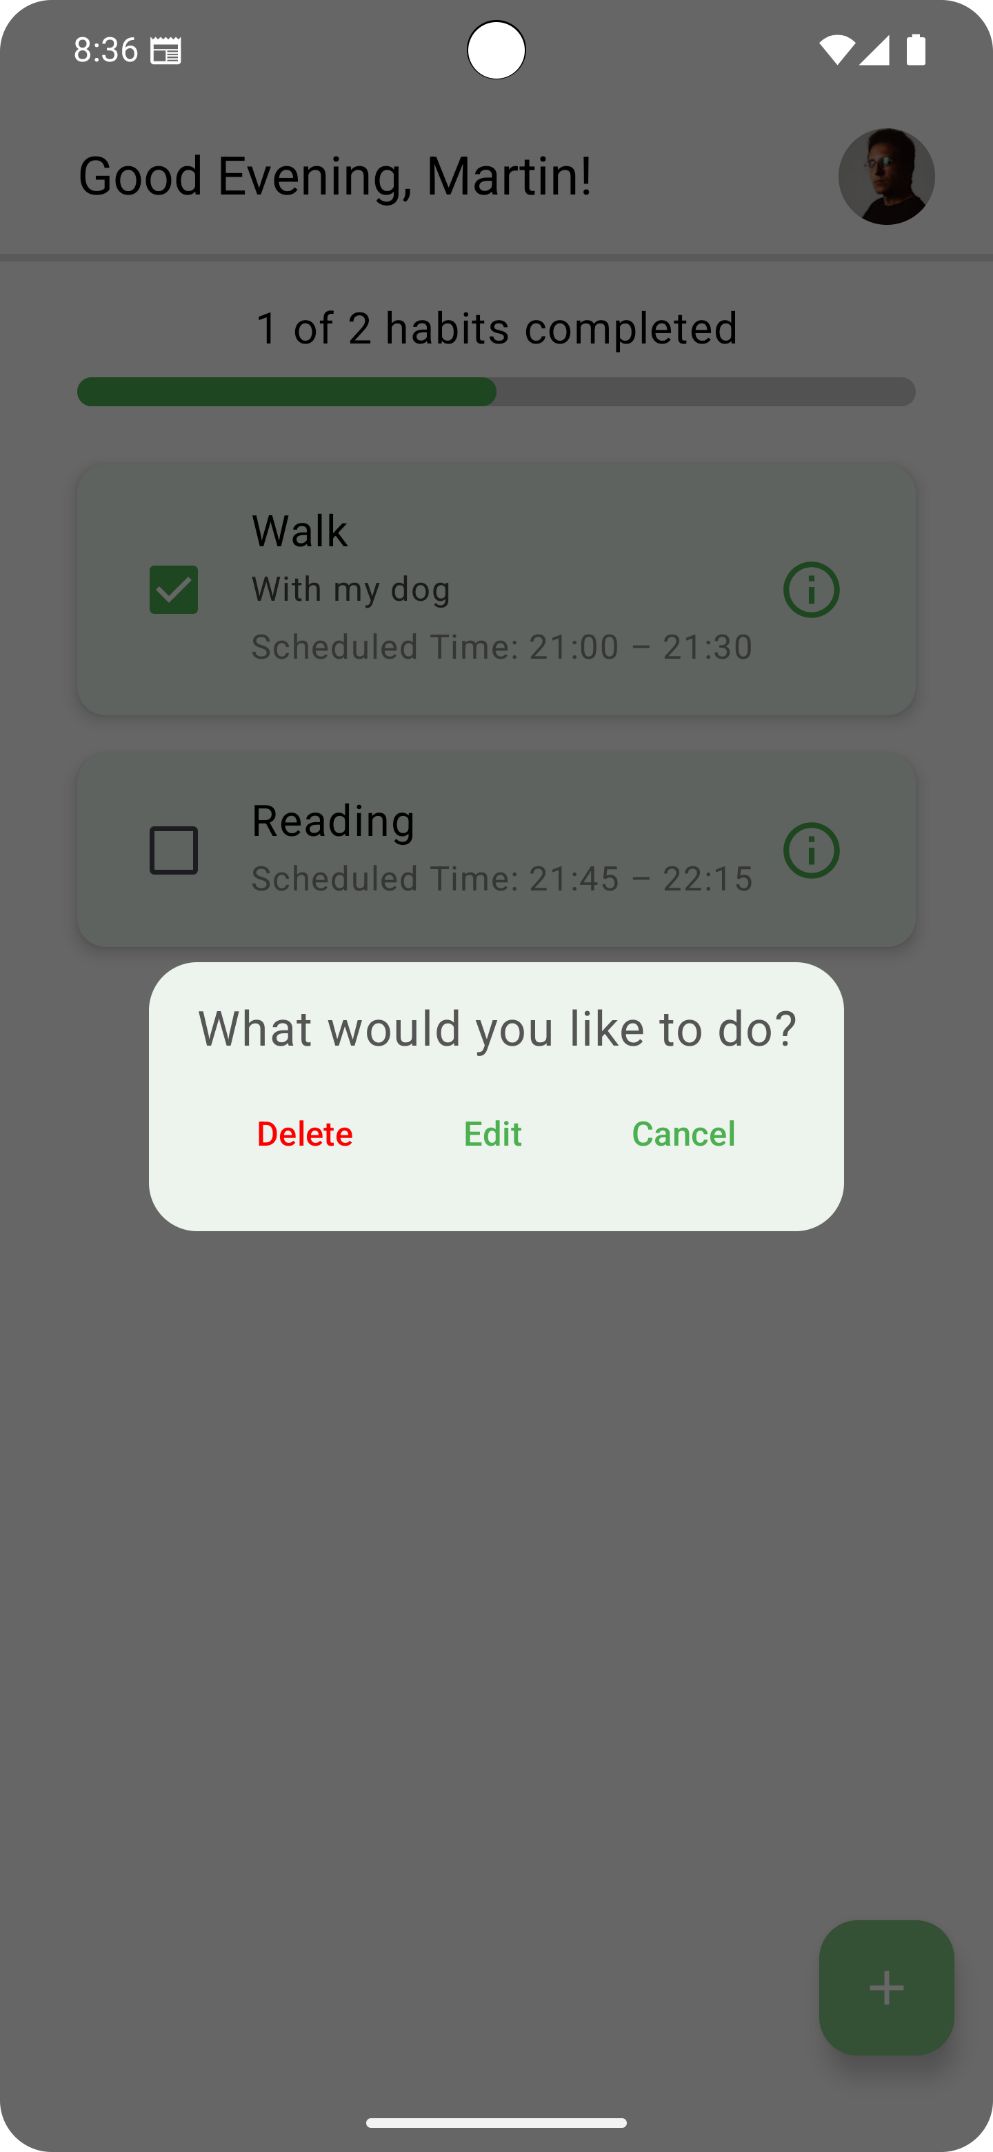 8:36
Good Evening, Martin!
1 of 2 habits completed
Walk
With my dog
Scheduled Time: 21:00 – 21:30
Reading
Scheduled Time: 21:45 – 22:15
What would you like to do?
Delete Edit Cancel